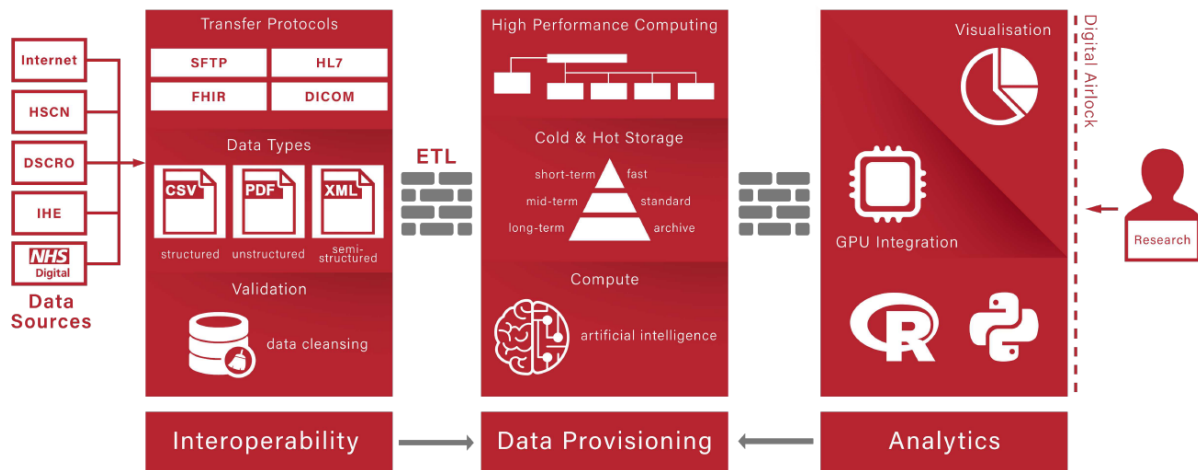 Internet
HSCN
DSCRO
IHE
NHS
Digital
Data
Sources
Transfer Protocols
SFTP
HL7
FHIR
DICOM
Data Types
CSV
PDF
XML
structured
unstructured
semi-
structured
Validation
data cleansing
Interoperability
ETL
High Performance Computing
Cold & Hot Storage
short-term
fast
mid-term
standard
long-term
archive
Compute
artificial intelligence
Data Provisioning
Visualisation
GPU Integration
R
Analytics
Digital Airlock
Research